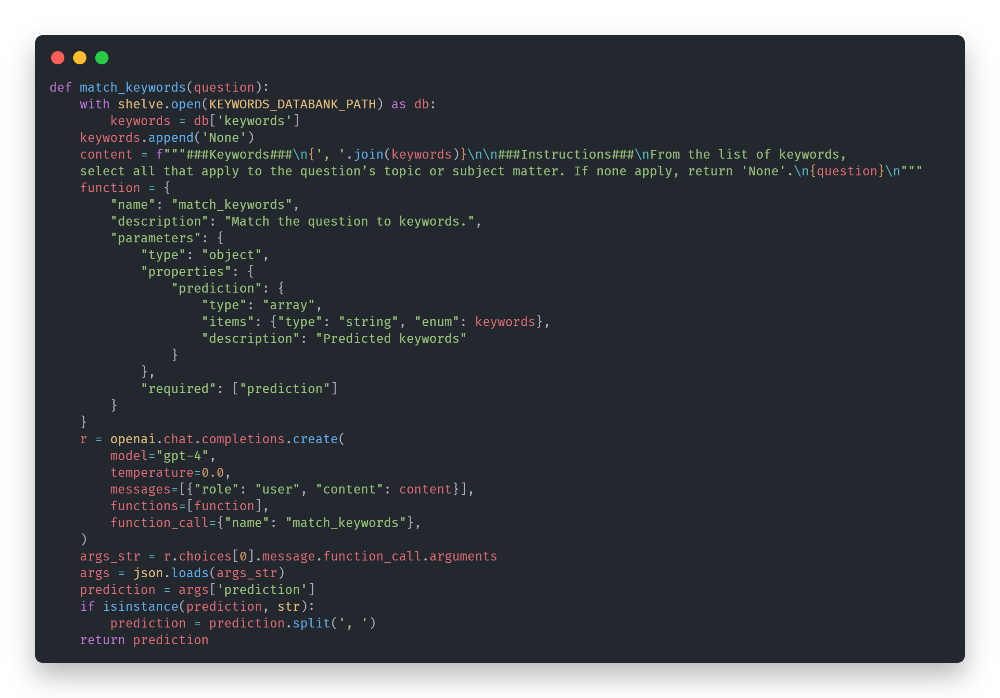 def match_keywords(question):
    with shelve.open(KEYWORDS_DATABANK_PATH) as db:
        keywords = db['keywords']
    keywords.append('None')
    content = f"""###Keywords###\n{', '.join(keywords)}\n\n###Instructions###\nFrom the list of keywords,
    select all that apply to the question’s topic or subject matter. If none apply, return 'None'.\n{question}\n"""
    function = {
        "name": "match_keywords",
        "description": "Match the question to keywords.",
        "parameters": {
            "type": "object",
            "properties": {
                "prediction": {
                    "type": "array",
                    "items": {"type": "string", "enum": keywords},
                    "description": "Predicted keywords"
                }
            },
            "required": ["prediction"]
        }
    }
    r = openai.chat.completions.create(
        model="gpt-4",
        temperature=0.0,
        messages=[{"role": "user", "content": content}],
        functions=[function],
        function_call={"name": "match_keywords"},
    )
    args_str = r.choices[0].message.function_call.arguments
    args = json.loads(args_str)
    prediction = args['prediction']
    if isinstance(prediction, str):
        prediction = prediction.split(', ')
    return prediction